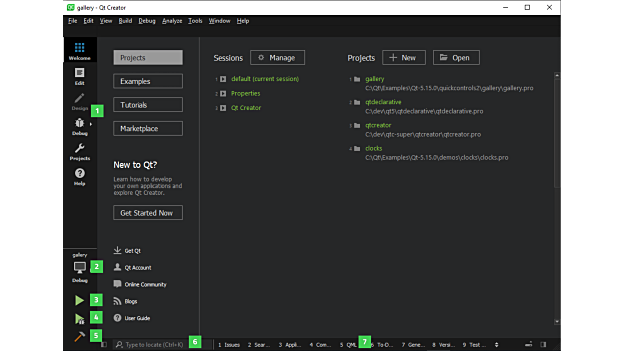 gallery - Qt Creator
File Edit View Build Debug Analyze Tools Window Help
Welcome
Edit
Design
1
Debug
Projects
Help
Projects
Examples
Tutorials
Marketplace
New to Qt?
Learn how to develop
your own applications and
explore Qt Creator.
Get Started Now
Get Qt
Qt Account
Online Community
Blogs
User Guide
Sessions
Manage
1 default (current session)
2 Properties
3 Qt Creator
Projects
New
Open
1 gallery
C:\Qt\Examples\Qt-5.15.0\quickcontrols2\gallery\gallery.pro
2 qtdeclarative
C:\dev\qt5\qtdeclarative\qtdeclarative.pro
3 qtcreator
C:\dev\qtc-super\qtcreator\qtcreator.pro
4 clocks
C:\Qt\Examples\Qt-5.15.0\demos\clocks\clocks.pro
gallery
2
Debug
3
4
5
Type to locate (Ctrl+K)
6
1 Issues 2 Sear... 3 Appli... 4 Com... 5 QML 7 6 To-D... 7 Gene... 8 Versi... 9 Test ...